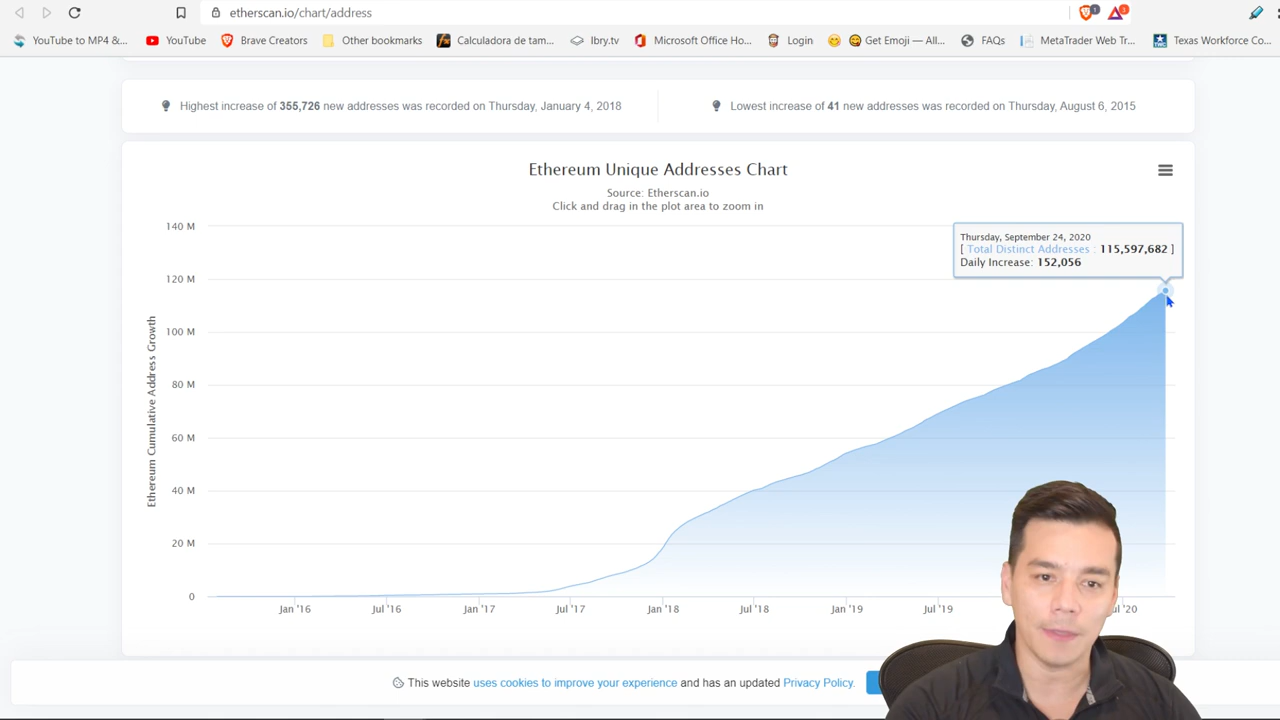 etherscan.io/chart/address
1
3
YouTube to MP4 &...
YouTube
Brave Creators
Other bookmarks
Calculadora de tam...
lbry.tv
Microsoft Office Ho...
Login
Get Emoji — All...
FAQs
MetaTrader Web Tr...
Texas Workforce Co...
Highest increase of 355,726 new addresses was recorded on Thursday, January 4, 2018
Lowest increase of 41 new addresses was recorded on Thursday, August 6, 2015
Ethereum Unique Addresses Chart
Source: Etherscan.io
Click and drag in the plot area to zoom in
Thursday, September 24, 2020
[ Total Distinct Addresses : 115,597,682 ]
Daily Increase: 152,056
Ethereum Cumulative Address Growth
140 M
120 M
100 M
80 M
60 M
40 M
20 M
0
Jan '16
Jul '16
Jan '17
Jul '17
Jan '18
Jul '18
Jan '19
Jul '19
'20
This website uses cookies to improve your experience and has an updated Privacy Policy.